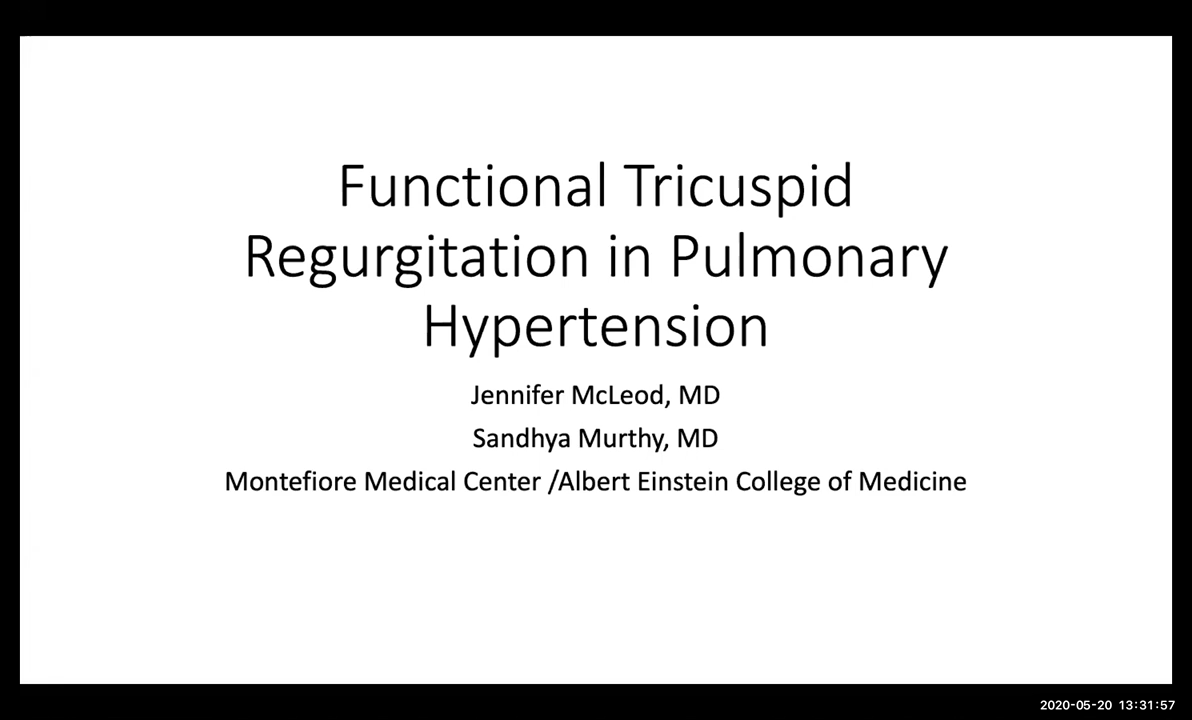 Functional Tricuspid
Regurgitation in Pulmonary
Hypertension
Jennifer McLeod, MD
Sandhya Murthy, MD
Montefiore Medical Center /Albert Einstein College of Medicine
2020-05-20 13:31:57